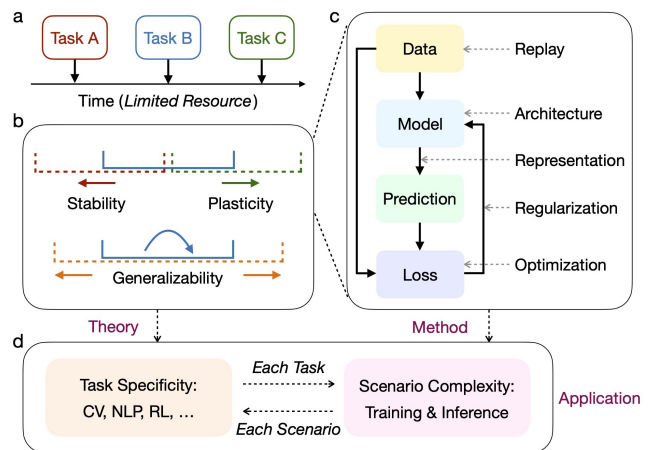 a
Task A
Task B
Task C
Time (Limited Resource)
b
Stability
Plasticity
Generalizability
c
Data
Replay
Model
Architecture
Representation
Prediction
Regularization
Loss
Optimization
Theory
Method
d
Task Specificity:
CV, NLP, RL, …
Each Task
Each Scenario
Scenario Complexity:
Training & Inference
Application